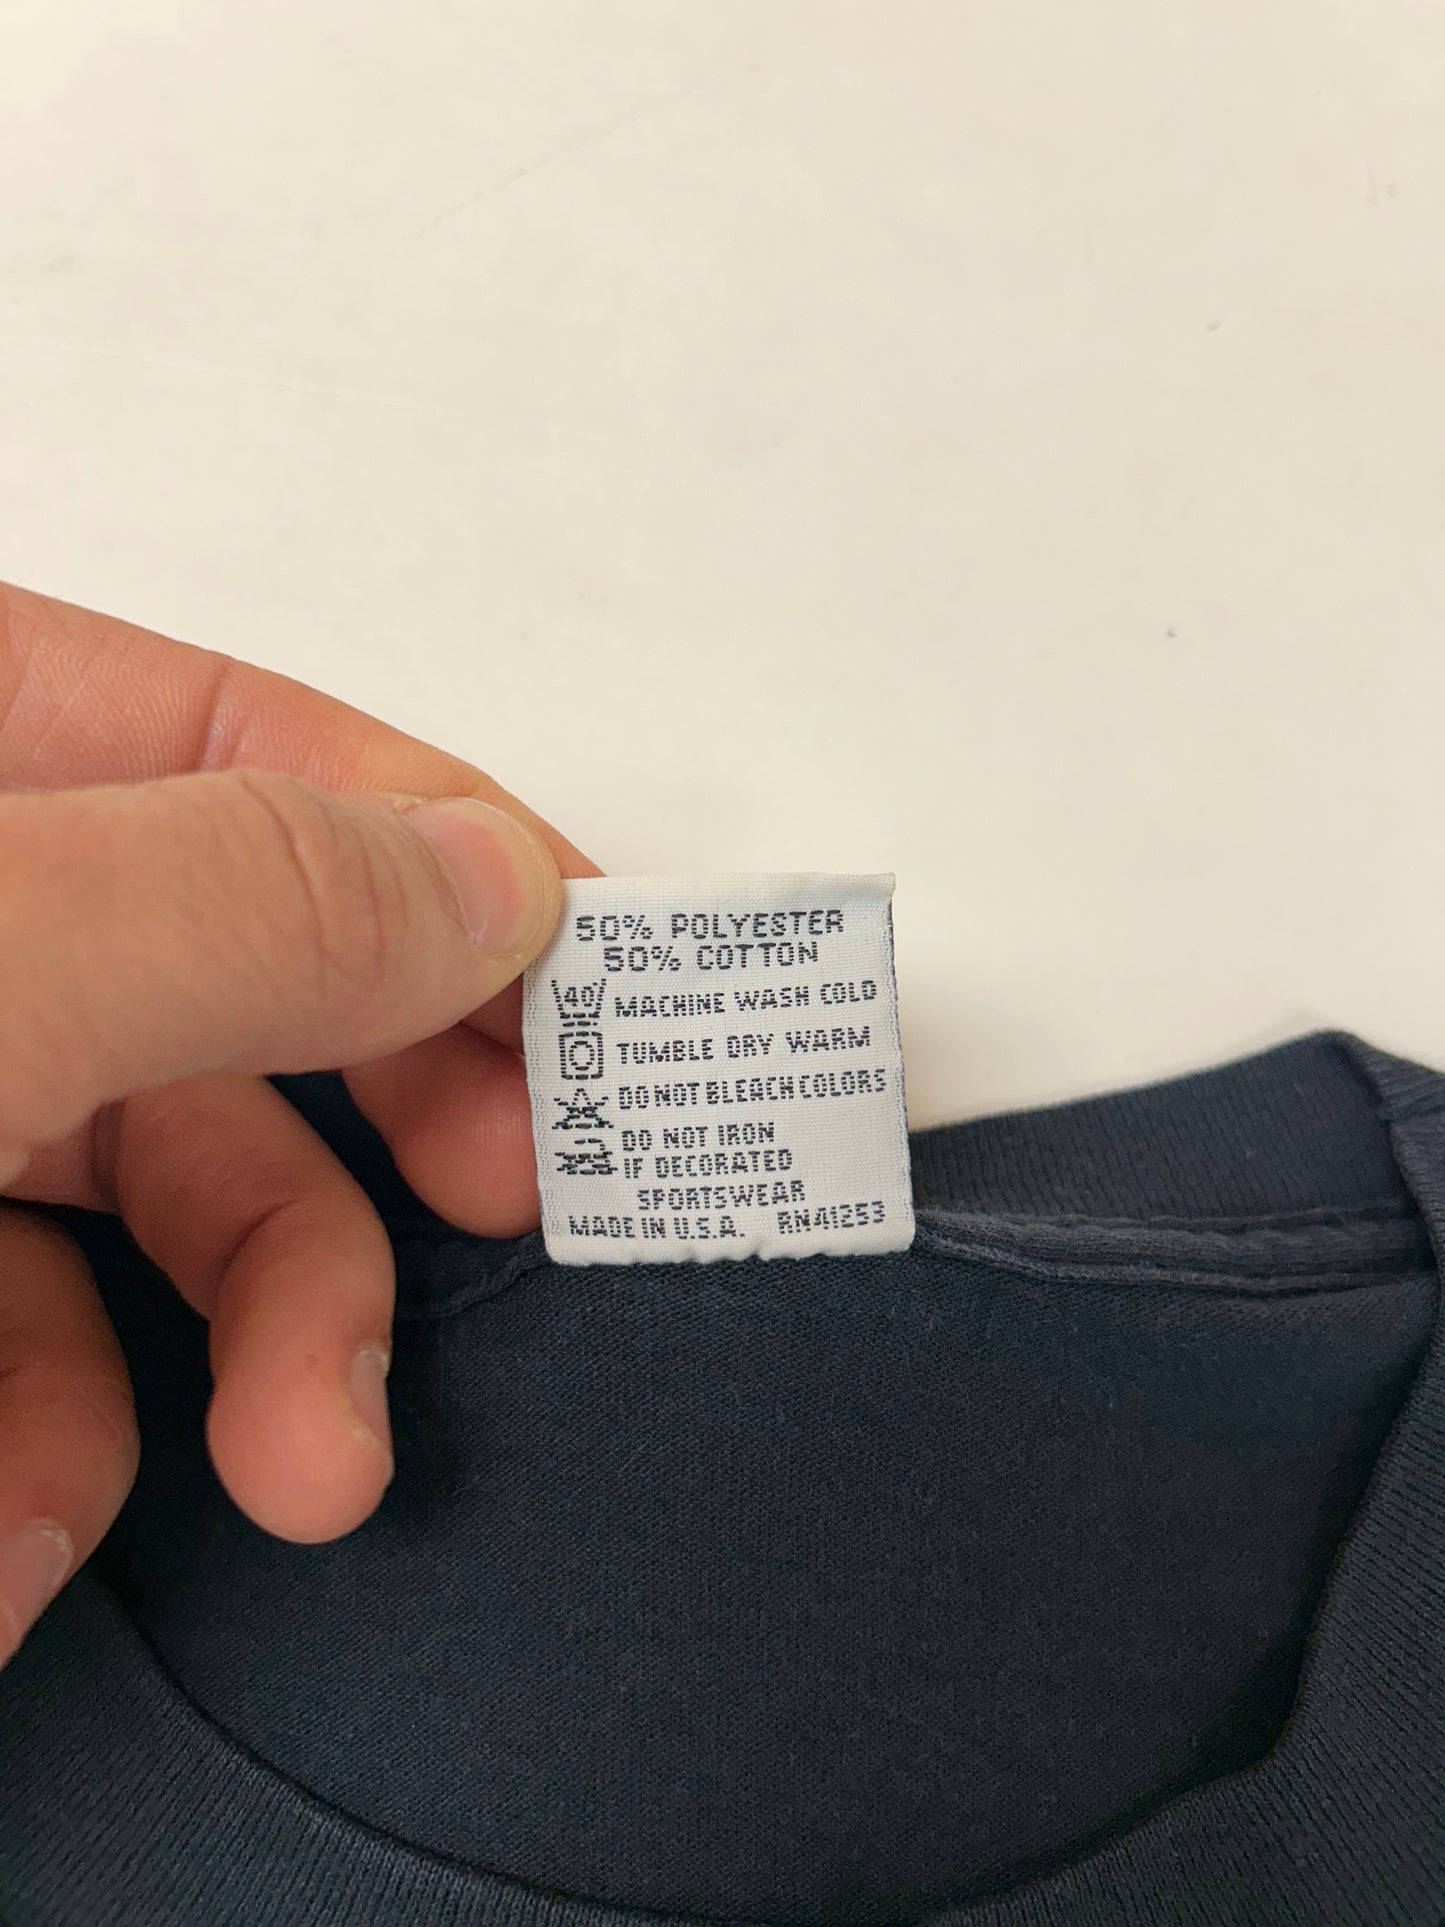 50% POLYESTER
50% COTTON
40 MACHINE WASH COLD
TUMBLE DRY WARM
DO NOT BLEACH COLORS
DO NOT IRON
IF DECORATED
SPORTSWEAR
MADE IN U.S.A. RN41253